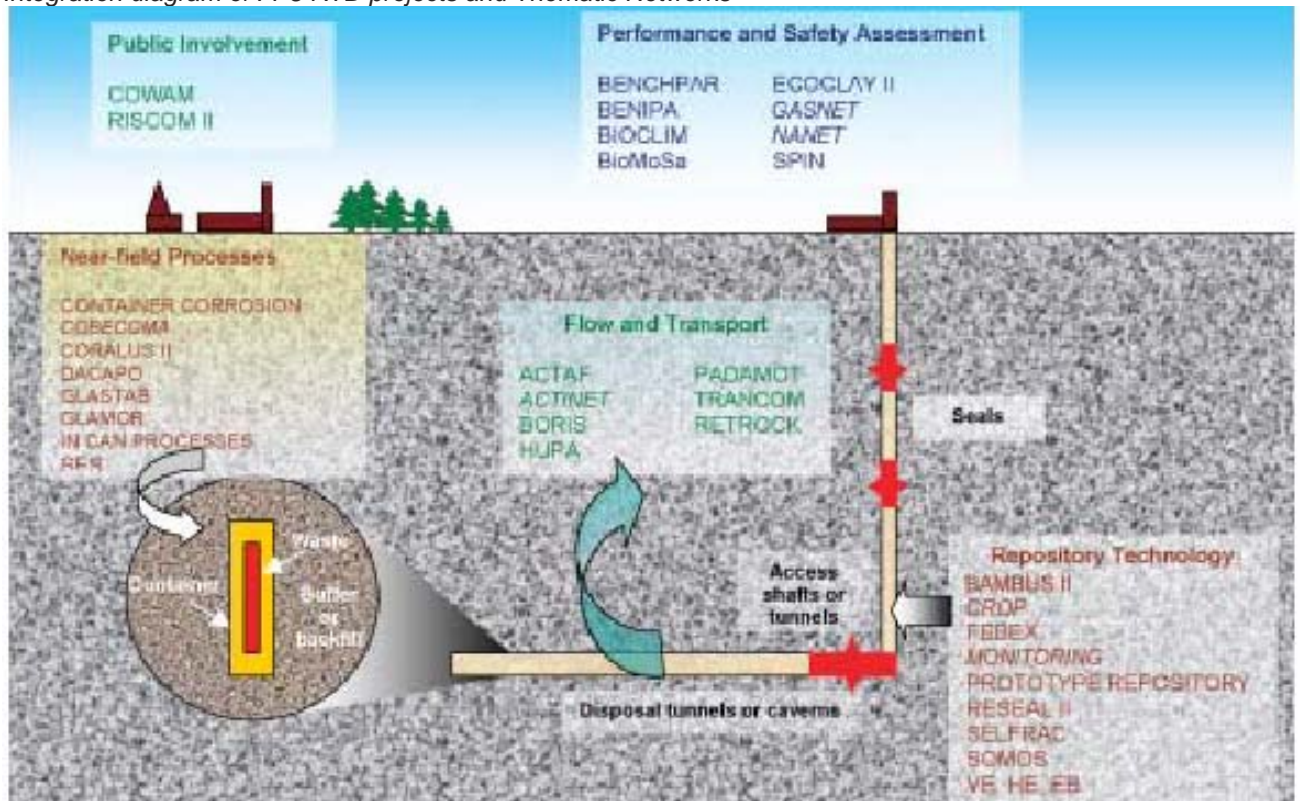 Integration diagram of FP5 RTD projects and Thematic Networks
Public Involvement
COWAM
RISCOM II
Performance and Safety Assessment
BENCHPAR
BENIPA
BIOCLIM
BioMoSa
ECOCLAY II
GASNET
NANET
SPIN
Near-field Processes
CONTAINER CORROSION
COBECOMA
CORALUS II
DACAPO
GLASTAB
GLAMOR
IN CAN PROCESSES
Flow and Transport
ACTAF
ACTINET
BORIS
HUPA
PADAMOT
TRANCOM
RETROCK
Seals
Waste
Container
Buffer
or
backfill
Access
shafts or
tunnels
Disposal tunnels or caverns
Repository Technology
BAMBUS II
CROP
FEBEX
MONITORING
PROTOTYPE REPOSITORY
RESEAL II
SELFRAC
SOMOS
VE HE EB